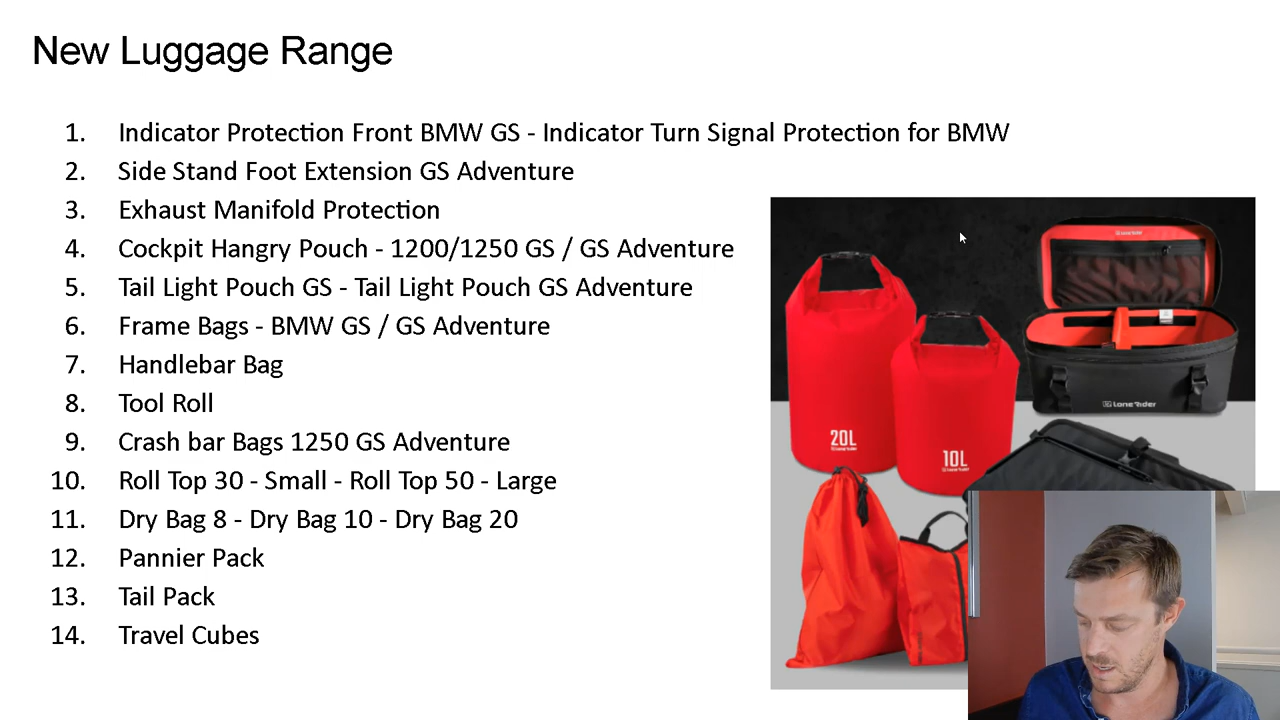 New Luggage Range
1. Indicator Protection Front BMW GS - Indicator Turn Signal Protection for BMW
2. Side Stand Foot Extension GS Adventure
3. Exhaust Manifold Protection
4. Cockpit Hangry Pouch - 1200/1250 GS / GS Adventure
5. Tail Light Pouch GS - Tail Light Pouch GS Adventure
6. Frame Bags - BMW GS / GS Adventure
7. Handlebar Bag
8. Tool Roll
9. Crash bar Bags 1250 GS Adventure
10. Roll Top 30 - Small - Roll Top 50 - Large
11. Dry Bag 8 - Dry Bag 10 - Dry Bag 20
12. Pannier Pack
13. Tail Pack
14. Travel Cubes
20L
10L
Lone Rider